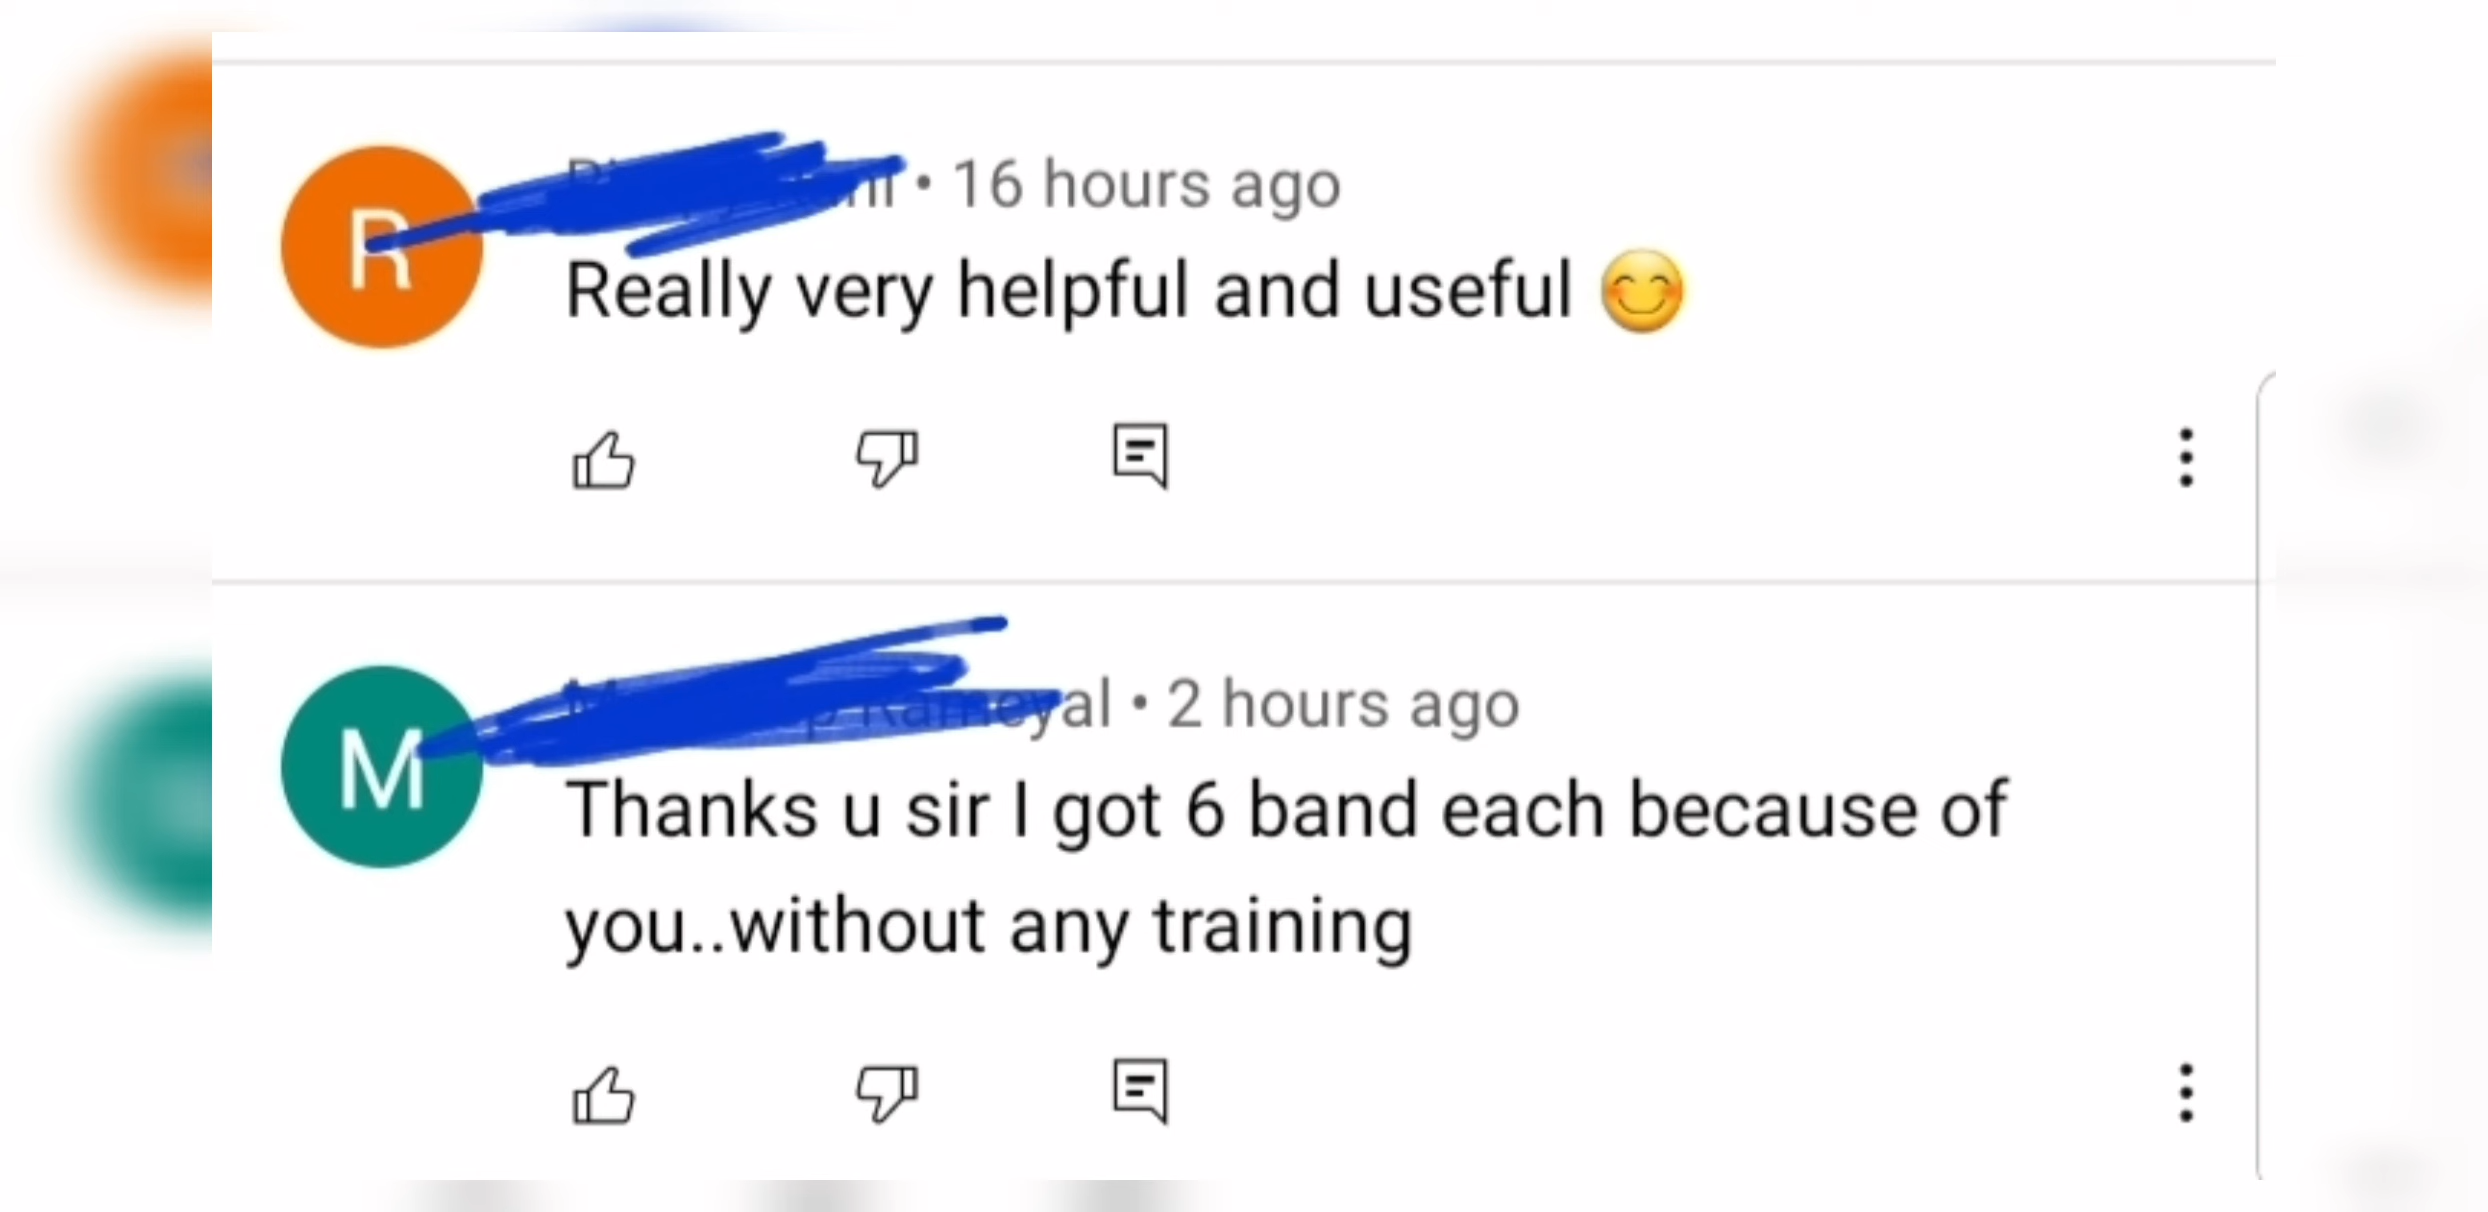 R
• 16 hours ago
Really very helpful and useful 😊
M
• 2 hours ago
Thanks u sir I got 6 band each because of
you..without any training